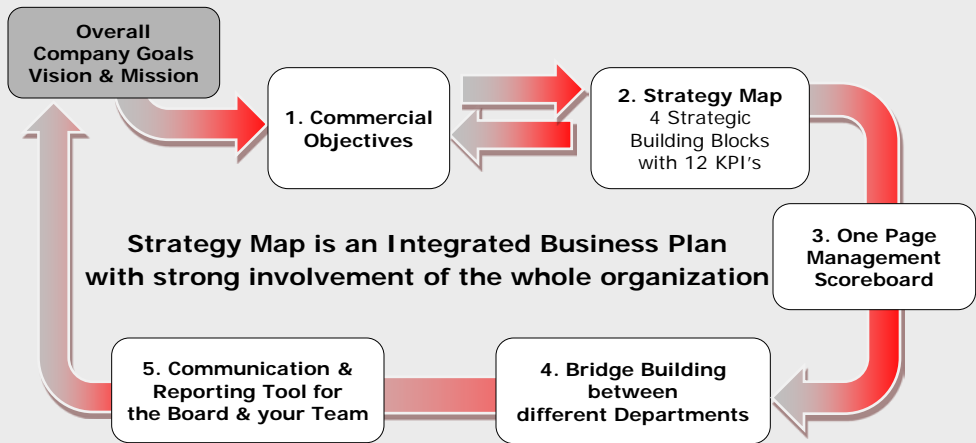 Overall
Company Goals
Vision & Mission
1. Commercial
Objectives
2. Strategy Map
4 Strategic
Building Blocks
with 12 KPI's
Strategy Map is an Integrated Business Plan
with strong involvement of the whole organization
3. One Page
Management
Scoreboard
4. Bridge Building
between
different Departments
5. Communication &
Reporting Tool for
the Board & your Team